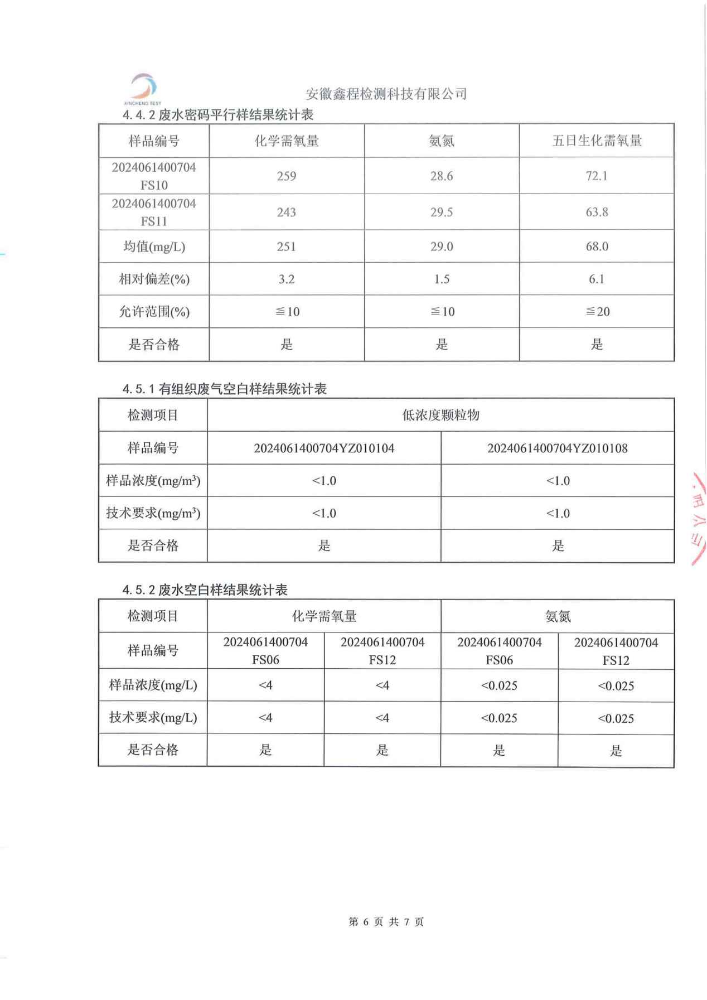 安徽鑫程检测科技有限公司
XINCHENG TEST
4.4.2 废水密码平行样结果统计表
样品编号 化学需氧量 氨氮 五日生化需氧量
2024061400704
FS10 259 28.6 72.1
2024061400704
FS11 243 29.5 63.8
均值(mg/L) 251 29.0 68.0
相对偏差(%) 3.2 1.5 6.1
允许范围(%) ≦10 ≦10 ≦20
是否合格 是 是 是
4.5.1 有组织废气空白样结果统计表
检测项目 低浓度颗粒物
样品编号 2024061400704YZ010104 2024061400704YZ010108
样品浓度(mg/m³) <1.0 <1.0
技术要求(mg/m³) <1.0 <1.0
是否合格 是 是
4.5.2 废水空白样结果统计表
检测项目 化学需氧量 氨氮
样品编号 2024061400704 2024061400704 2024061400704 2024061400704
FS06 FS12 FS06 FS12
样品浓度(mg/L) <4 <4 <0.025 <0.025
技术要求(mg/L) <4 <4 <0.025 <0.025
是否合格 是 是 是 是
第 6 页 共 7 页